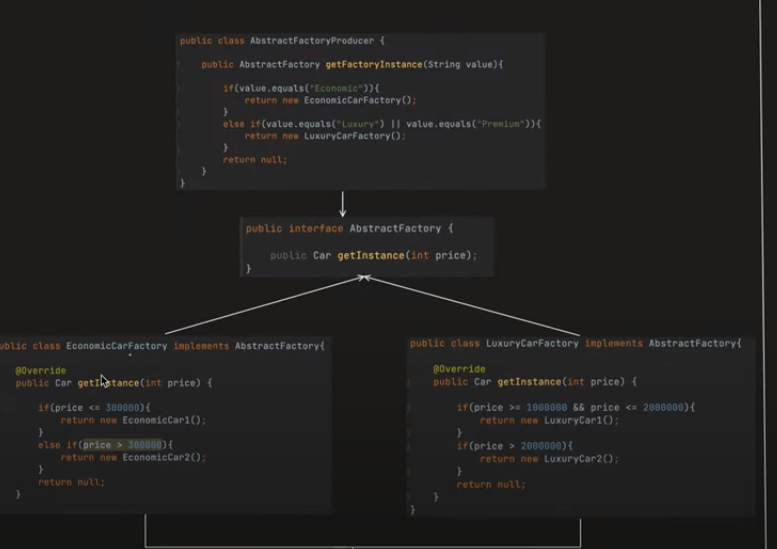 public class AbstractFactoryProducer {
public AbstractFactory getFactoryInstance(String value){
if(value.equals("Economic")){
return new EconomicCarFactory();
}
else if(value.equals("Luxury") || value.equals("Premium")){
return new LuxuryCarFactory();
}
return null;
}
}
public interface AbstractFactory {
public Car getInstance(int price);
}
ublic class EconomicCarFactory implements AbstractFactory{
@Override
public Car getInstance(int price) {
if(price <= 300000){
return new EconomicCar1();
}
else if(price > 300000){
return new EconomicCar2();
}
return null;
}
public class LuxuryCarFactory implements AbstractFactory{
@Override
public Car getInstance(int price) {
if(price >= 1000000 && price <= 2000000){
return new LuxuryCar1();
}
if(price > 2000000){
return new LuxuryCar2();
}
return null;
}
}